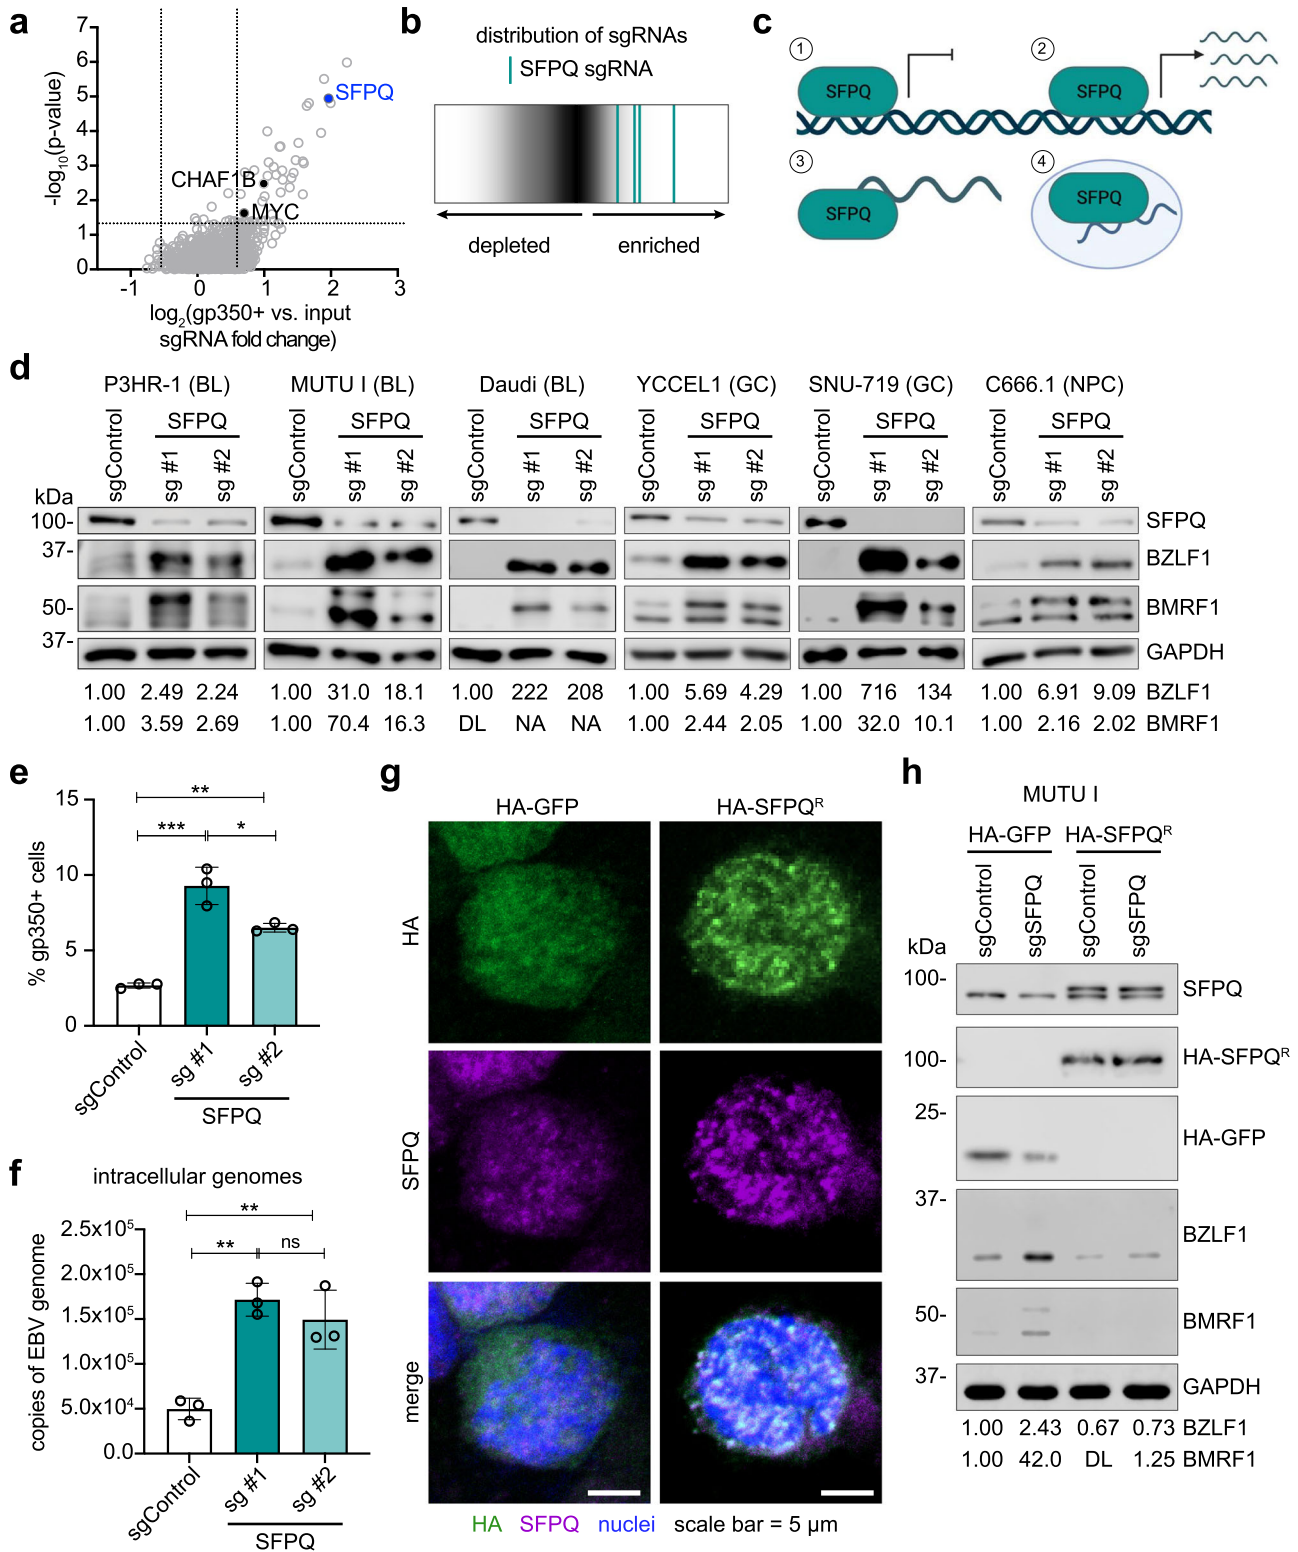 a
7
6
5
4
3
2
1
0
-log10(p-value)
SFPQ
CHAF1B
MYC
-1 0 1 2 3
log2(gp350+ vs. input
sgRNA fold change)
b
distribution of sgRNAs
SFPQ sgRNA
depleted enriched
c
1 2
SFPQ SFPQ
3 4
SFPQ SFPQ
d
P3HR-1 (BL) MUTU I (BL) Daudi (BL) YCCEL1 (GC) SNU-719 (GC) C666.1 (NPC)
SFPQ SFPQ SFPQ SFPQ SFPQ SFPQ
sgControl sg #1 sg #2 sgControl sg #1 sg #2 sgControl sg #1 sg #2 sgControl sg #1 sg #2 sgControl sg #1 sg #2 sgControl sg #1 sg #2
kDa
100- SFPQ
37- BZLF1
50- BMRF1
37- GAPDH
1.00 2.49 2.24 1.00 31.0 18.1 1.00 222 208 1.00 5.69 4.29 1.00 716 134 1.00 6.91 9.09 BZLF1
1.00 3.59 2.69 1.00 70.4 16.3 DL NA NA 1.00 2.44 2.05 1.00 32.0 10.1 1.00 2.16 2.02 BMRF1
e
15
10
5
0
% gp350+ cells
**
*** *
sgControl sg #1 sg #2
SFPQ
f
intracellular genomes
2.5x10⁵
2.0x10⁵
1.5x10⁵
1.0x10⁵
5.0x10⁴
0.0
copies of EBV genome
**
** ns
sgControl sg #1 sg #2
SFPQ
g
HA-GFP HA-SFPQᴿ
HA
SFPQ
merge
HA SFPQ nuclei scale bar = 5 µm
h
MUTU I
HA-GFP HA-SFPQᴿ
sgControl sgSFPQ sgControl sgSFPQ
kDa
100- SFPQ
100- HA-SFPQᴿ
25- HA-GFP
37- BZLF1
50- BMRF1
37- GAPDH
1.00 2.43 0.67 0.73 BZLF1
1.00 42.0 DL 1.25 BMRF1